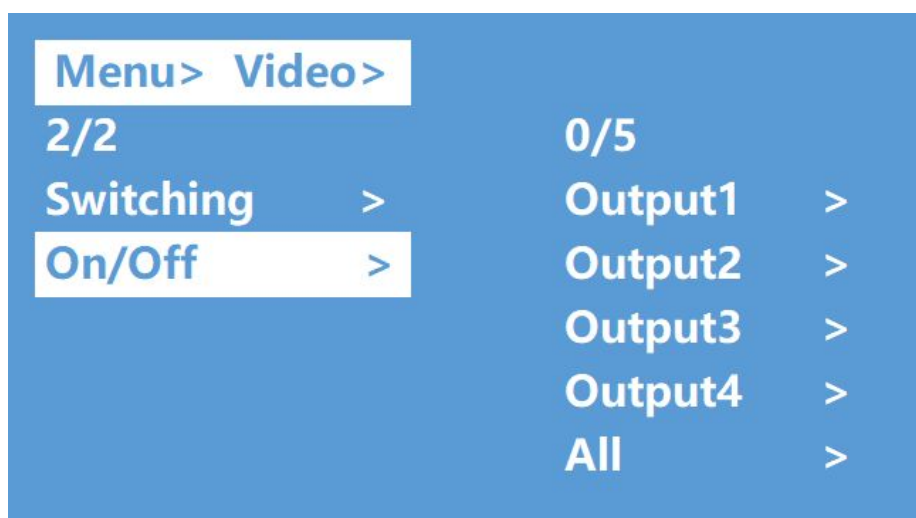 Menu> Video>
2/2
Switching >
On/Off >
0/5
Output1 >
Output2 >
Output3 >
Output4 >
All >